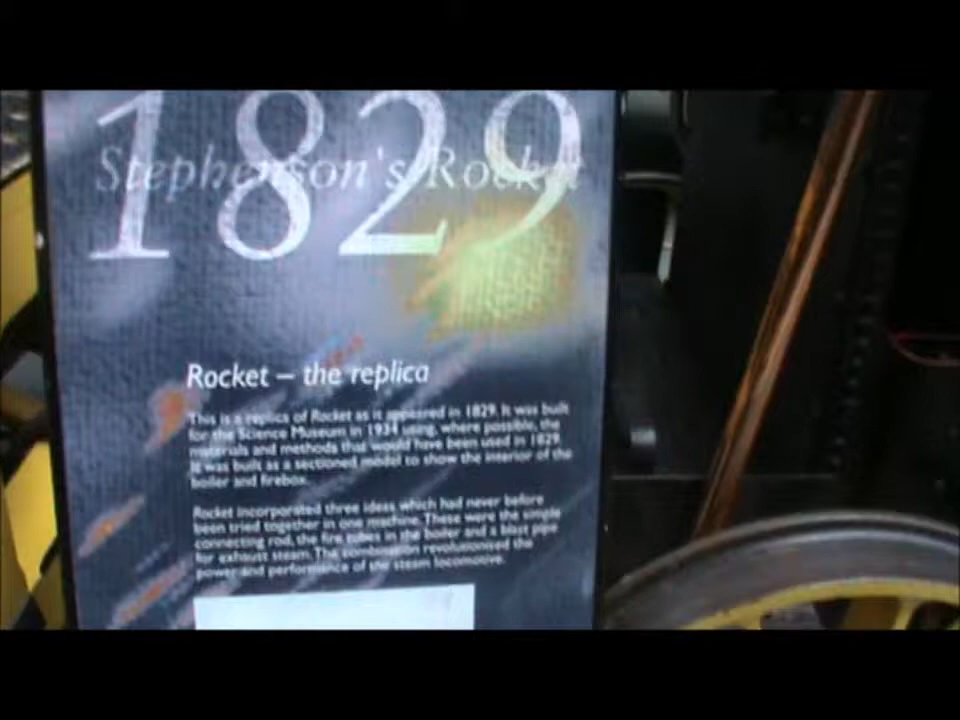 1829
Stephenson's Rocket
Rocket – the replica
This is a replica of Rocket as it appeared in 1829. It was built
for the Science Museum in 1934 using, where possible, the
materials and methods that would have been used in 1829.
It was built as a sectioned model to show the interior of the
boiler and firebox.
Rocket incorporated three ideas which had never before
been tried together in one machine. These were the simple
connecting rod, the fire tubes in the boiler and a blast pipe
for exhaust steam. The combination revolutionised the
power and performance of the steam locomoove.